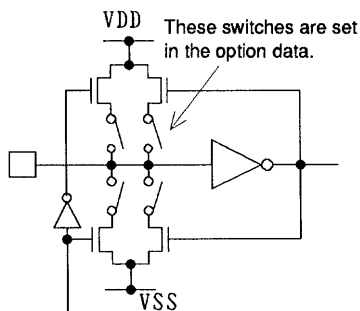 VDD
These switches are set
in the option data.
VSS